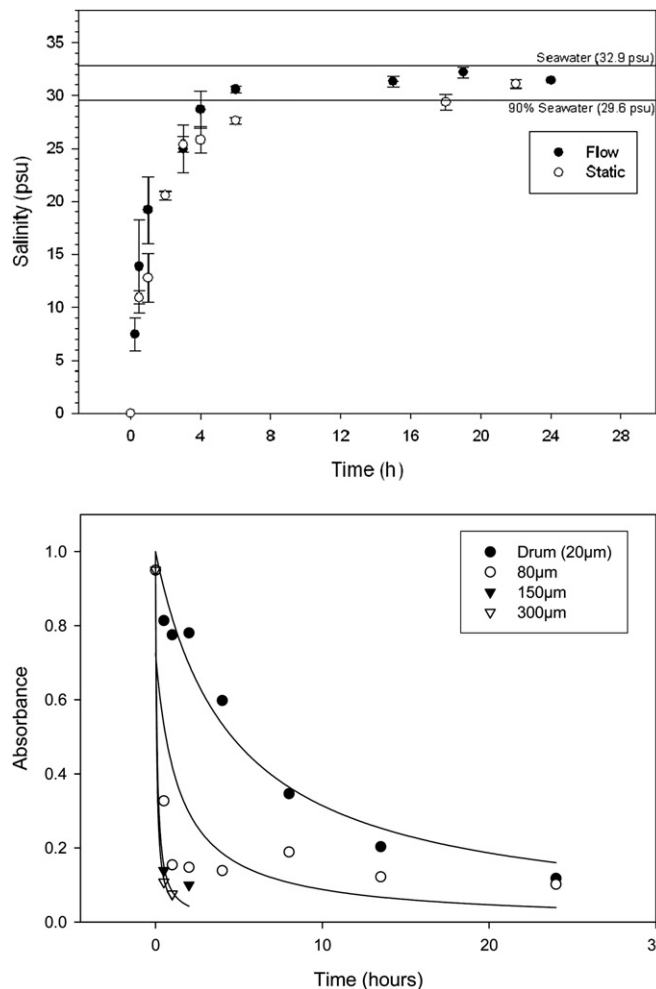 35
30
25
20
15
10
5
0
Salinity (psu)
Seawater (32.9 psu)
90% Seawater (29.6 psu)
Flow
Static
0 4 8 12 16 20 24 28
Time (h)
1.0
0.8
0.6
0.4
0.2
0.0
Absorbance
Drum (20µm)
80µm
150µm
300µm
0 10 20 3
Time (hours)